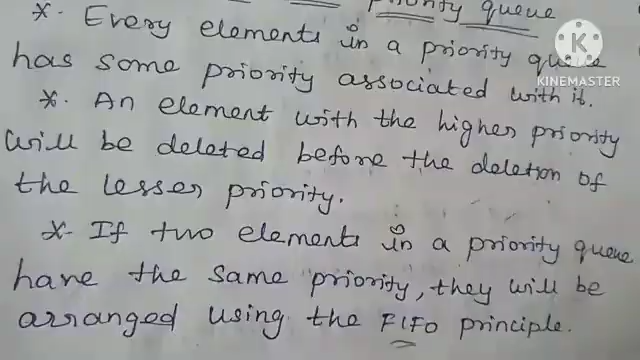 priority queue
*. Every elements in a priority queue
has some priority associated with it.
*. An element with the higher priority
will be deleted before the deletion of
the lesser priority.
*. If two elements in a priority queue
have the same priority, they will be
arranged using the FIFO principle.
K
KINEMASTER